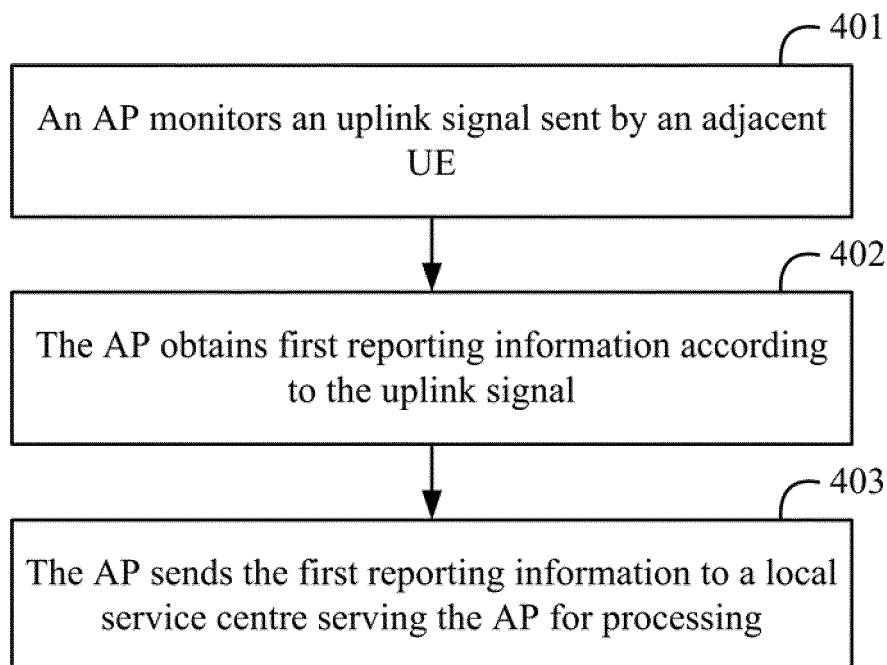 401
An AP monitors an uplink signal sent by an adjacent
UE
402
The AP obtains first reporting information according
to the uplink signal
403
The AP sends the first reporting information to a local
service centre serving the AP for processing